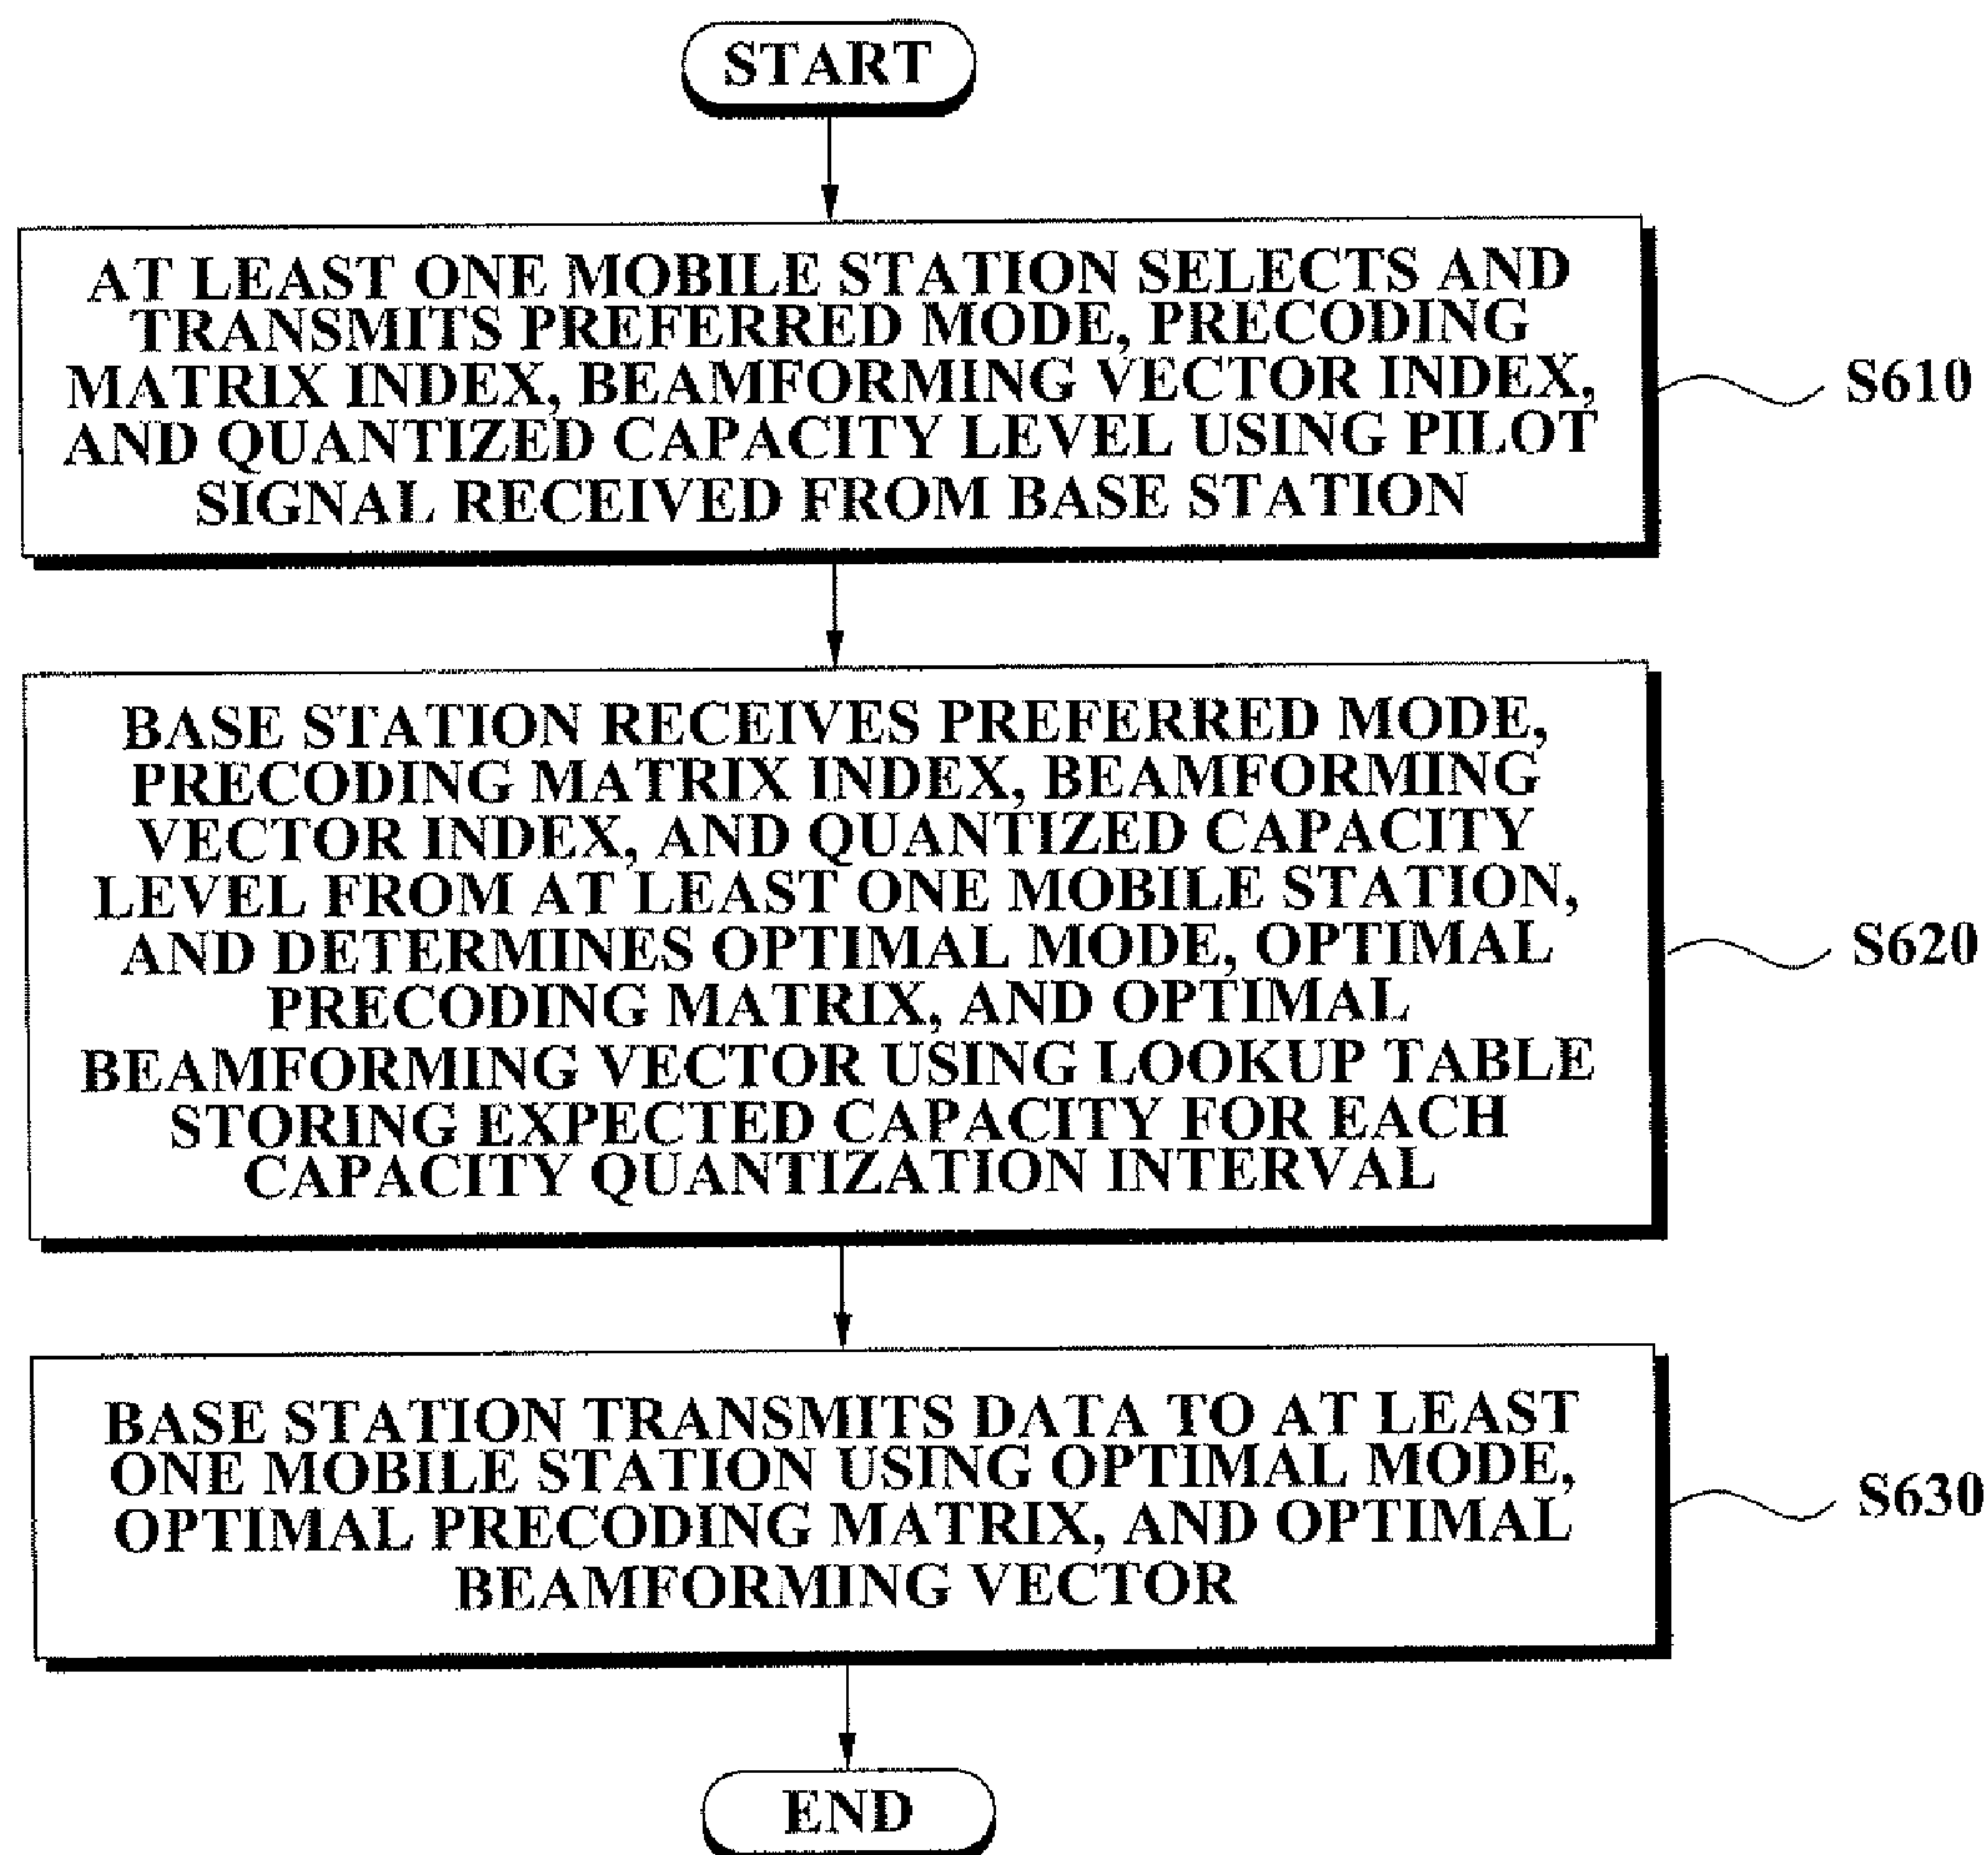 START
AT LEAST ONE MOBILE STATION SELECTS AND
TRANSMITS PREFERRED MODE, PRECODING
MATRIX INDEX, BEAMFORMING VECTOR INDEX,
AND QUANTIZED CAPACITY LEVEL USING PILOT
SIGNAL RECEIVED FROM BASE STATION
S610
BASE STATION RECEIVES PREFERRED MODE,
PRECODING MATRIX INDEX, BEAMFORMING
VECTOR INDEX, AND QUANTIZED CAPACITY
LEVEL FROM AT LEAST ONE MOBILE STATION,
AND DETERMINES OPTIMAL MODE, OPTIMAL
PRECODING MATRIX, AND OPTIMAL
BEAMFORMING VECTOR USING LOOKUP TABLE
STORING EXPECTED CAPACITY FOR EACH
CAPACITY QUANTIZATION INTERVAL
S620
BASE STATION TRANSMITS DATA TO AT LEAST
ONE MOBILE STATION USING OPTIMAL MODE,
OPTIMAL PRECODING MATRIX, AND OPTIMAL
BEAMFORMING VECTOR
S630
END